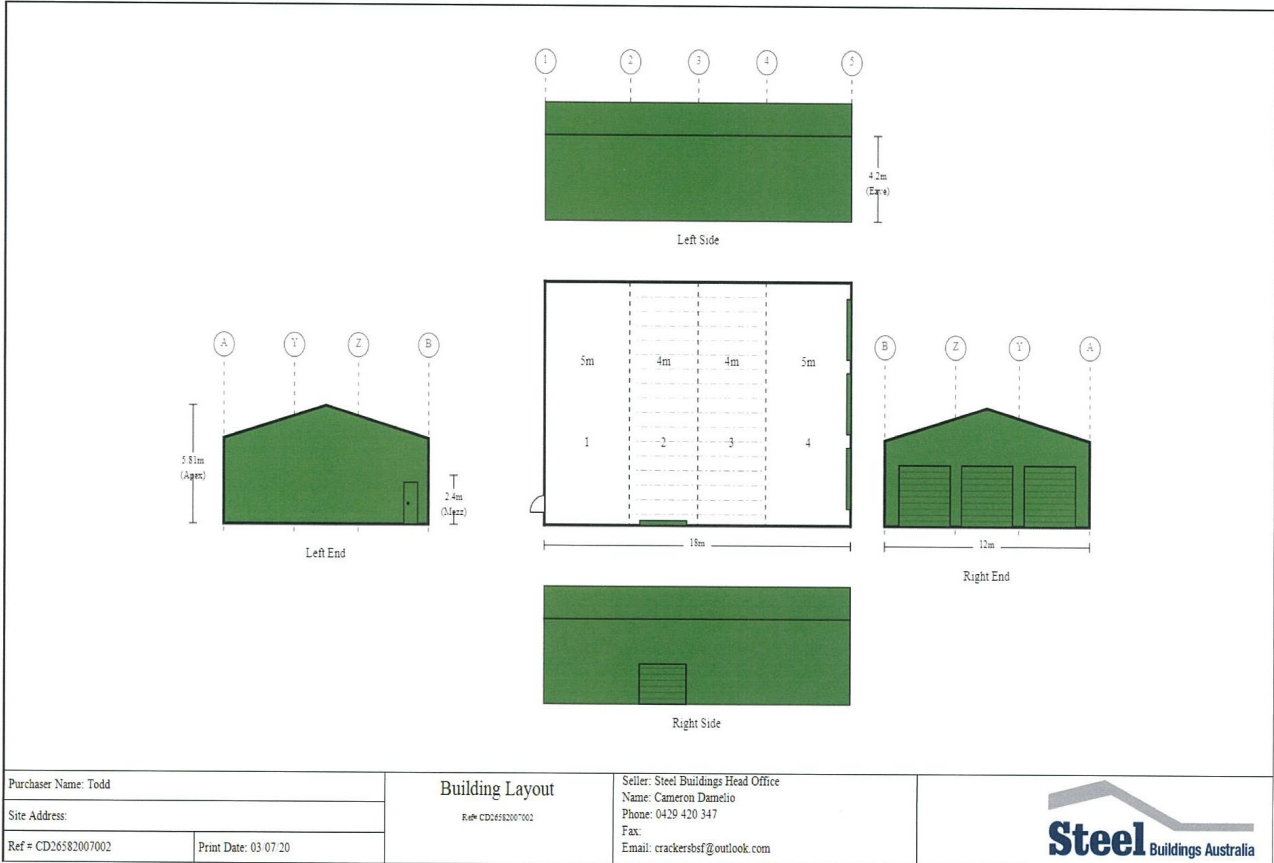 1 2 3 4 5
4.2m
(Eave)
Left Side
A Y Z B
5.81m
(Apex)
2.4m
(Mezz)
Left End
5m 4m 4m 5m
1 2 3 4
18m
B Z Y A
12m
Right End
Right Side
Purchaser Name: Todd
Site Address:
Ref # CD26582007002
Print Date: 03/07/20
Building Layout
Ref# CD26582007002
Seller: Steel Buildings Head Office
Name: Cameron Damelio
Phone: 0429 420 347
Fax:
Email: crackersbsf@outlook.com
Steel Buildings Australia